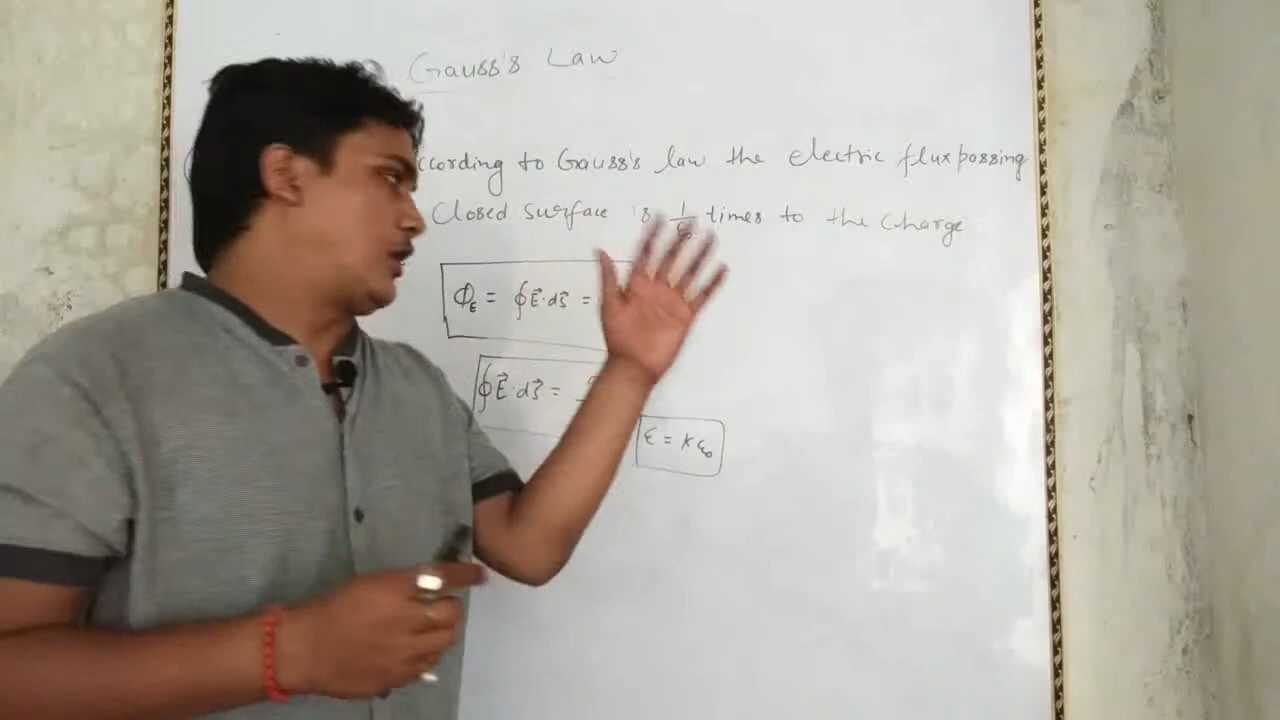 Gauss's Law
ccording to Gauss's law the electric flux passing
Closed surface is 1/ε₀ times to the charge
Φ_E = ∮E⃗·ds⃗ =
∮E⃗·ds⃗ =
ε = Kε₀